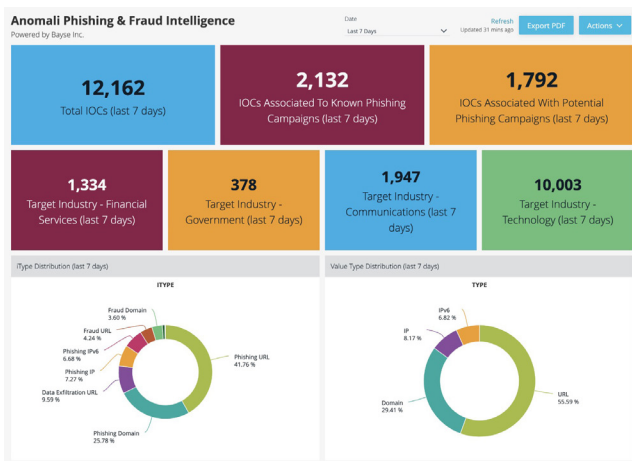 Anomali Phishing & Fraud Intelligence
Powered by Bayse Inc.
Date
Last 7 Days
Refresh
Updated 31 mins ago
Export PDF
Actions
12,162
Total IOCs (last 7 days)
2,132
IOCs Associated To Known Phishing
Campaigns (last 7 days)
1,792
IOCs Associated With Potential
Phishing Campaigns (last 7 days)
1,334
Target Industry - Financial
Services (last 7 days)
378
Target Industry -
Government (last 7 days)
1,947
Target Industry -
Communications (last 7
days)
10,003
Target Industry -
Technology (last 7 days)
iType Distribution (last 7 days)
ITYPE
Fraud Domain
3.60 %
Fraud URL
4.24 %
Phishing IPv6
6.68 %
Phishing IP
7.27 %
Data Exfiltration URL
9.59 %
Phishing Domain
25.78 %
Phishing URL
41.76 %
Value Type Distribution (last 7 days)
TYPE
IPv6
6.82 %
IP
8.17 %
Domain
29.41 %
URL
55.59 %